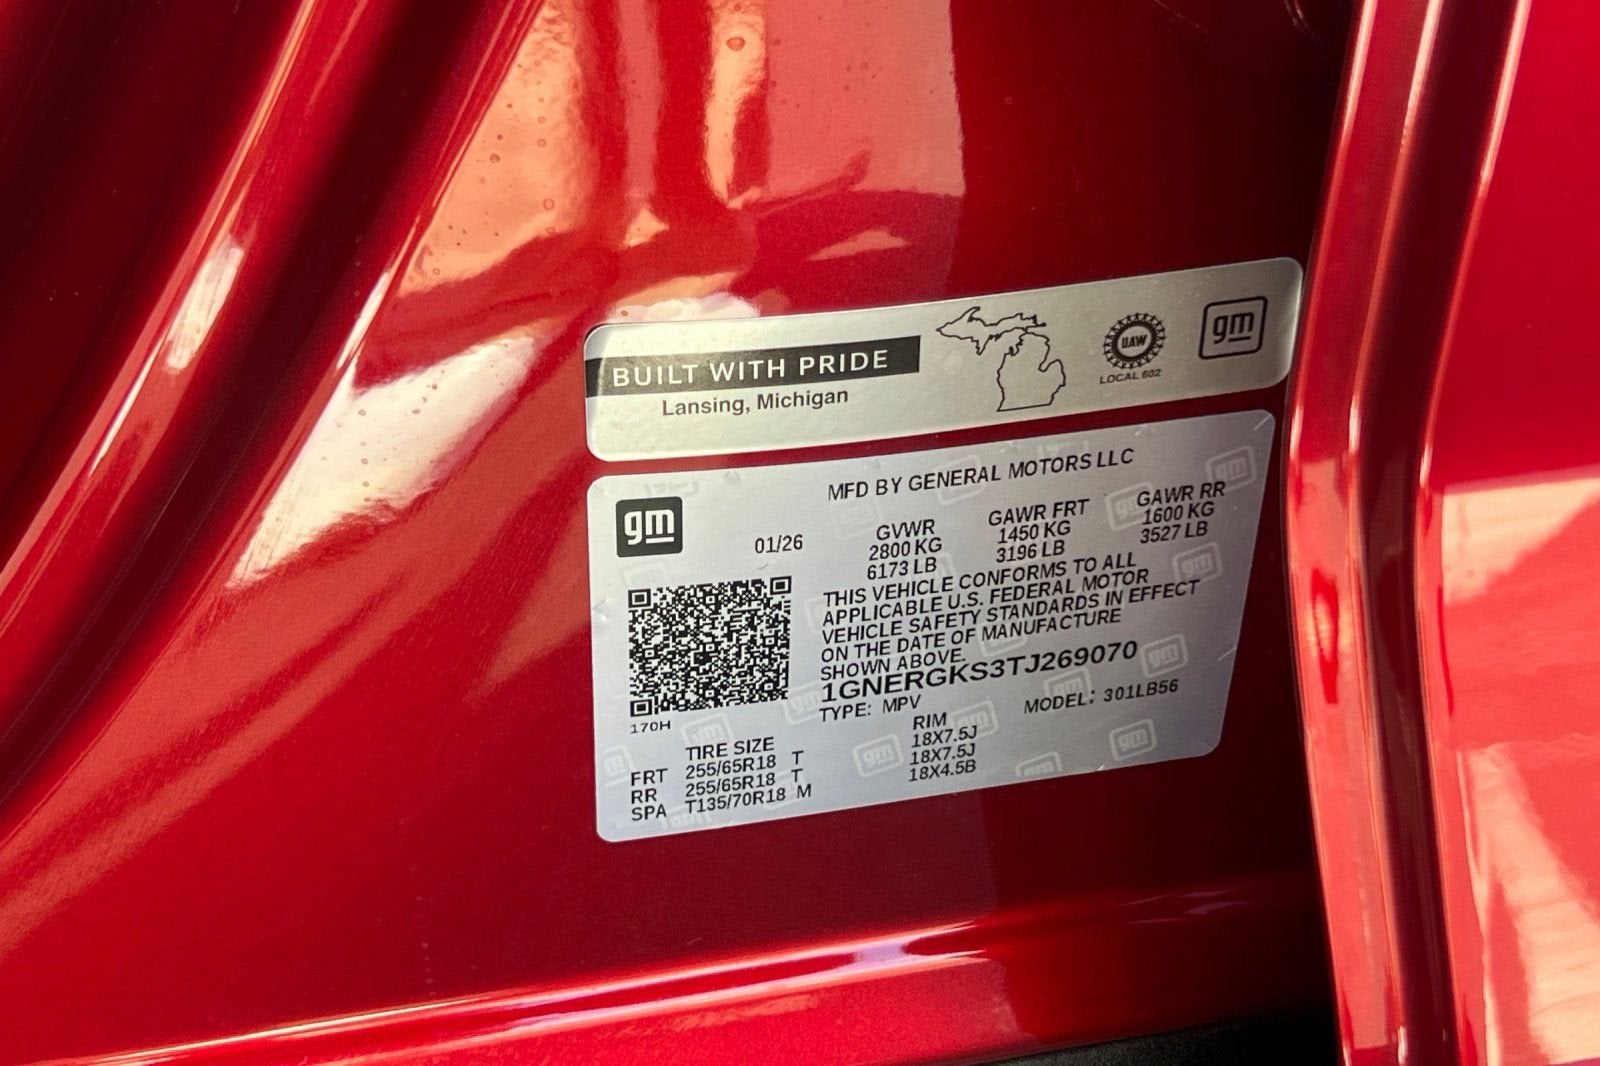 BUILT WITH PRIDE
Lansing, Michigan
UAW
LOCAL 602
gm
MFD BY GENERAL MOTORS LLC
gm
01/26
GVWR GAWR FRT GAWR RR
2800 KG 1450 KG 1600 KG
6173 LB 3196 LB 3527 LB
THIS VEHICLE CONFORMS TO ALL
APPLICABLE U.S. FEDERAL MOTOR
VEHICLE SAFETY STANDARDS IN EFFECT
ON THE DATE OF MANUFACTURE
SHOWN ABOVE.
1GNERGKS3TJ269070
TYPE: MPV MODEL: 301LB56
170H
TIRE SIZE RIM
FRT 255/65R18 T 18X7.5J
RR 255/65R18 T 18X7.5J
SPA T135/70R18 M 18X4.5B